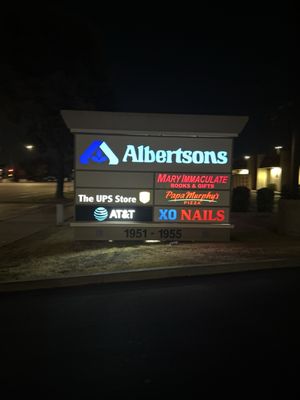 Albertsons
MARY IMMACULATE
BOOKS & GIFTS
The UPS Store
Papa Murphy's
PIZZA
AT&T
XO NAILS
1951 - 1955